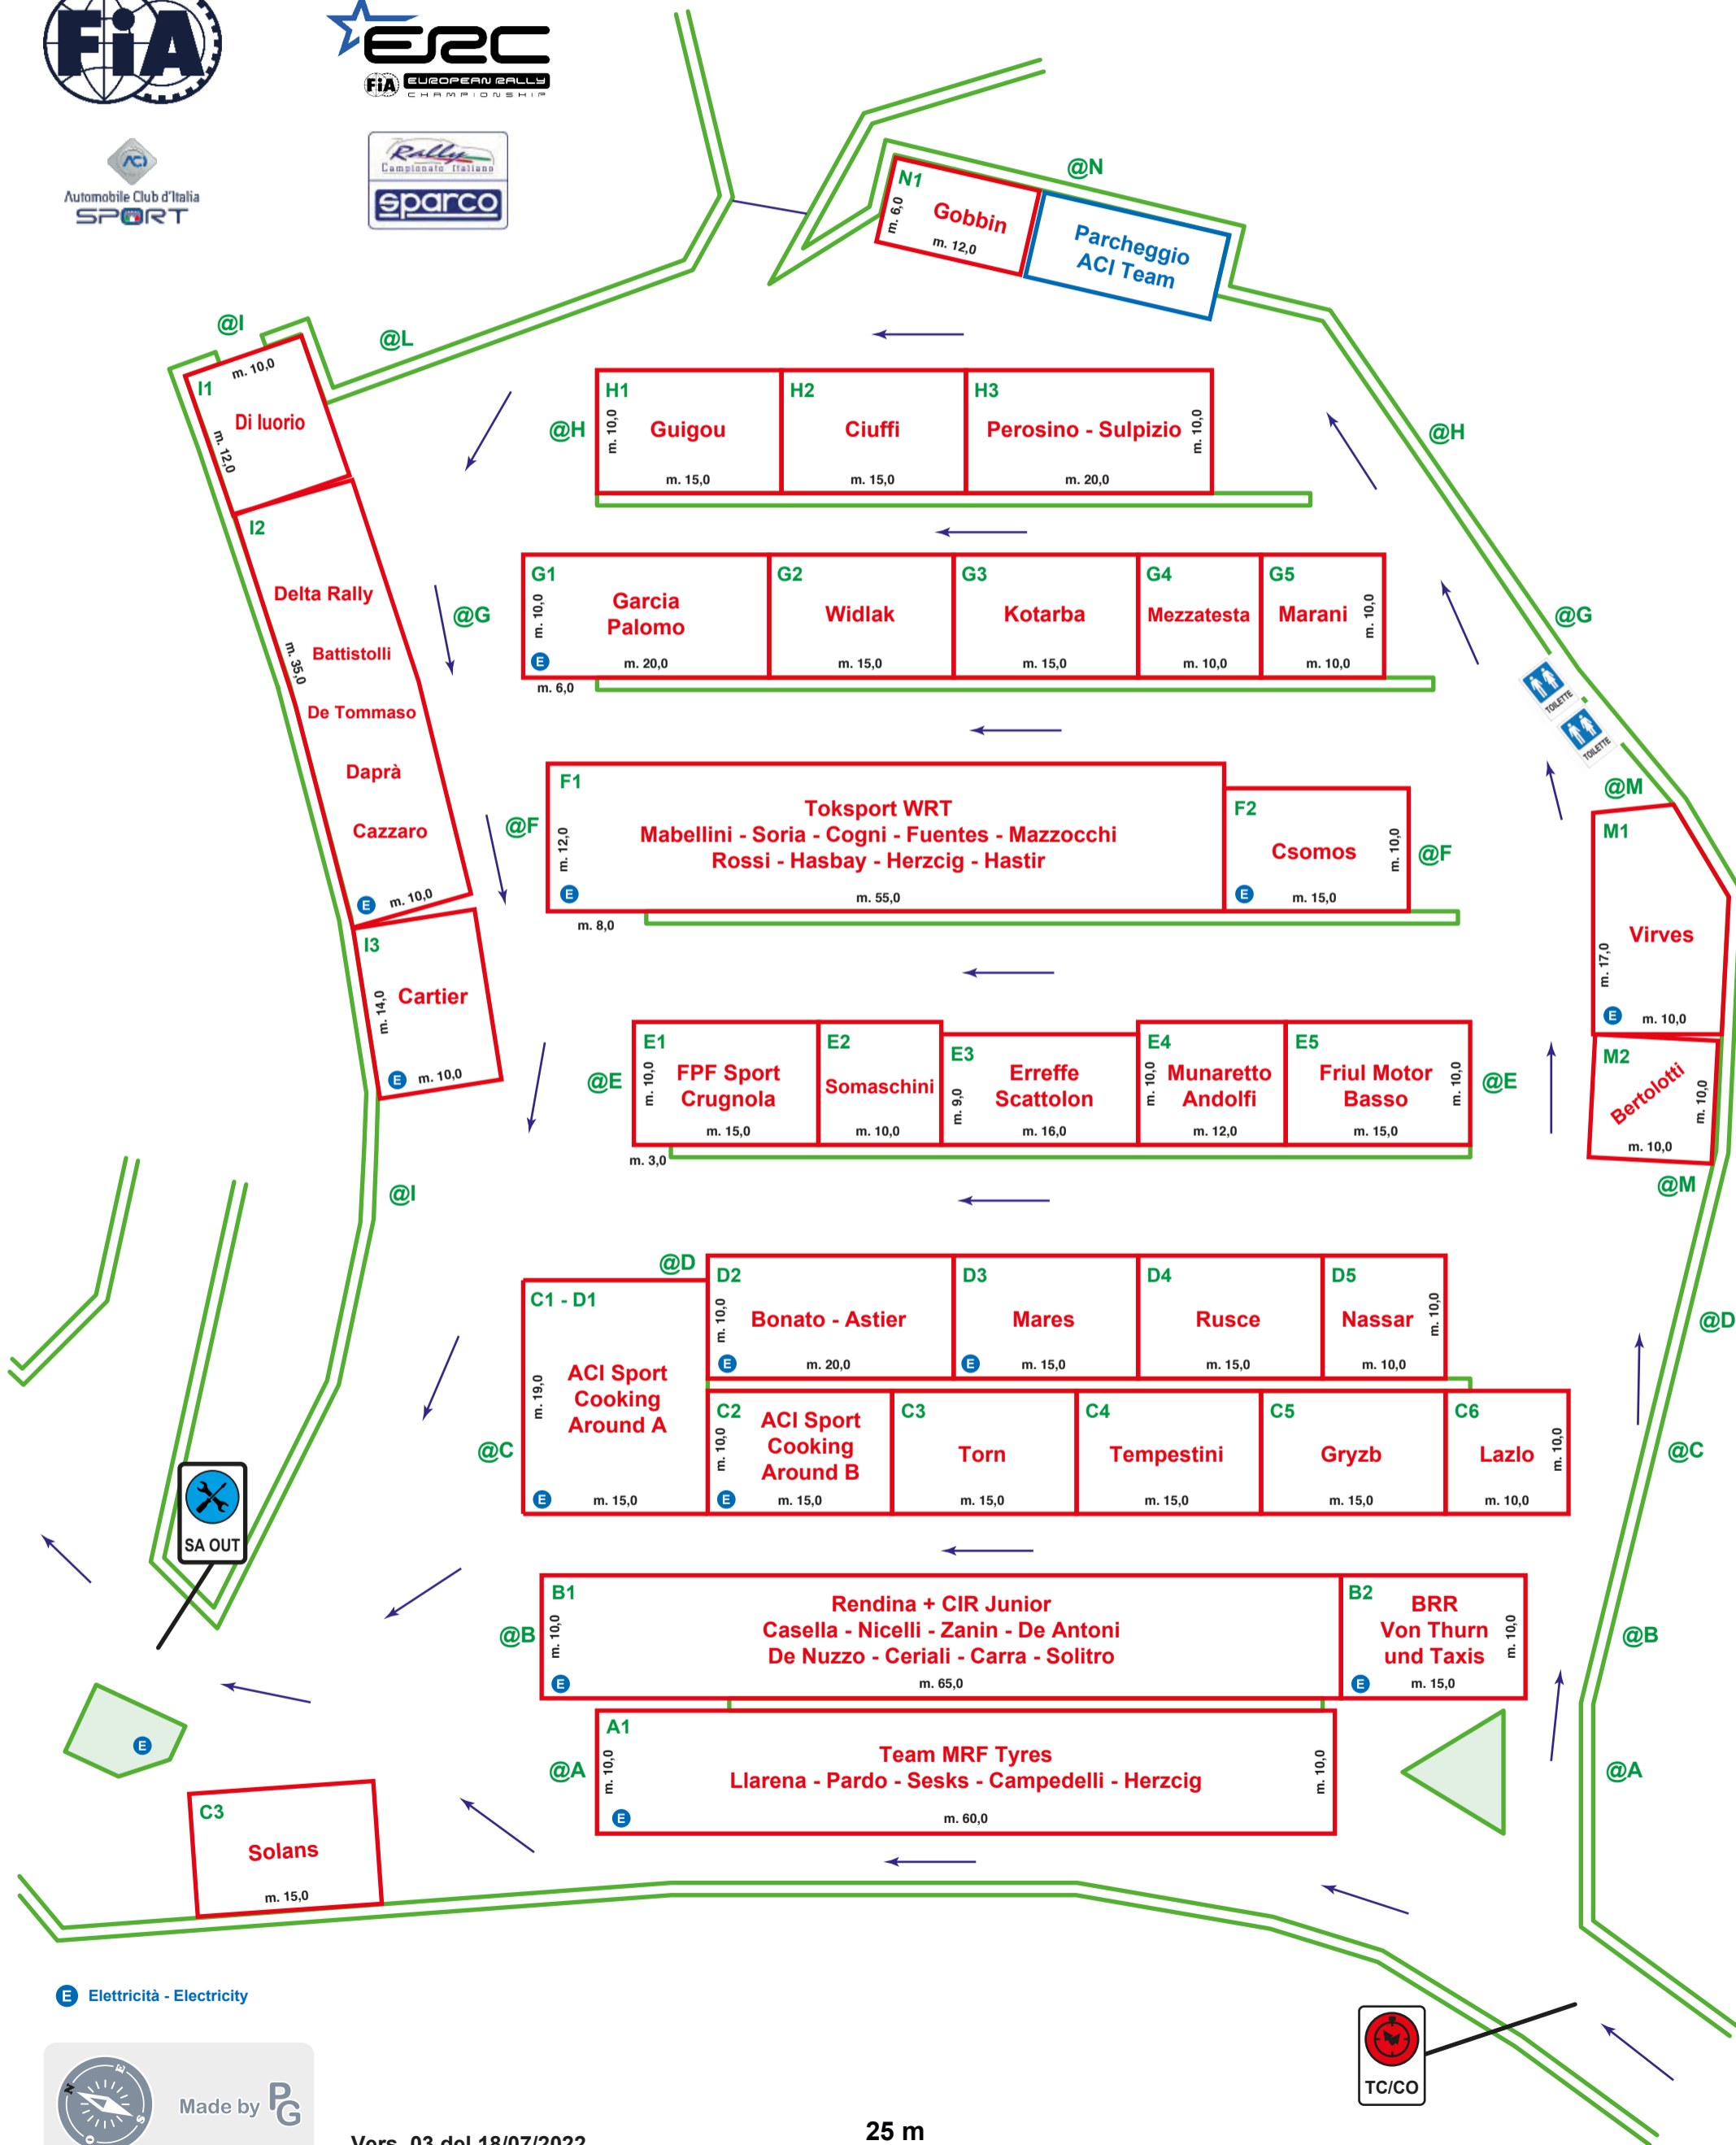 FiA
ERC
FiA EUROPEAN RALLY
CHAMPIONSHIP
ACI
Automobile Club d'Italia
SPORT
Rally
Campionato Italiano
sparco
@N
N1
m. 6,0
Gobbin
m. 12,0
Parcheggio
ACI Team
@I
@L
I1
m. 10,0
Di Iuorio
m. 12,0
I2
Delta Rally
Battistolli
m. 35,0
De Tommaso
Daprà
Cazzaro
E
m. 10,0
I3
Cartier
m. 14,0
E
m. 10,0
@I
@H
H1
m. 10,0
Guigou
m. 15,0
H2
Ciuffi
m. 15,0
H3
Perosino - Sulpizio
m. 10,0
m. 20,0
@H
@G
G1
m. 10,0
Garcia
Palomo
E
m. 20,0
m. 6,0
G2
Widlak
m. 15,0
G3
Kotarba
m. 15,0
G4
Mezzatesta
m. 10,0
G5
Marani
m. 10,0
m. 10,0
@G
TOILETTE
TOILETTE
@F
F1
m. 12,0
Toksport WRT
Mabellini - Soria - Cogni - Fuentes - Mazzocchi
Rossi - Hasbay - Herzcig - Hastir
E
m. 55,0
m. 8,0
F2
Csomos
m. 10,0
E
m. 15,0
@F
@M
M1
Virves
m. 17,0
E
m. 10,0
M2
Bertolotti
m. 10,0
m. 10,0
@M
@E
E1
m. 10,0
FPF Sport
Crugnola
m. 15,0
m. 3,0
E2
Somaschini
m. 10,0
E3
m. 9,0
Erreffe
Scattolon
m. 16,0
E4
m. 10,0
Munaretto
Andolfi
m. 12,0
E5
Friul Motor
Basso
m. 10,0
m. 15,0
@E
@D
C1 - D1
m. 19,0
ACI Sport
Cooking
Around A
E
m. 15,0
D2
m. 10,0
Bonato - Astier
E
m. 20,0
D3
Mares
E
m. 15,0
D4
Rusce
m. 15,0
D5
Nassar
m. 10,0
m. 10,0
@D
@C
C2
m. 10,0
ACI Sport
Cooking
Around B
E
m. 15,0
C3
Torn
m. 15,0
C4
Tempestini
m. 15,0
C5
Gryzb
m. 15,0
C6
Lazlo
m. 10,0
m. 10,0
@C
SA OUT
@B
B1
m. 10,0
Rendina + CIR Junior
Casella - Nicelli - Zanin - De Antoni
De Nuzzo - Ceriali - Carra - Solitro
E
m. 65,0
B2
BRR
Von Thurn
und Taxis
m. 10,0
E
m. 15,0
@B
E
@A
A1
m. 10,0
Team MRF Tyres
Llarena - Pardo - Sesks - Campedelli - Herzcig
m. 10,0
E
m. 60,0
@A
C3
Solans
m. 15,0
E Elettricità - Electricity
TC/CO
N
E
S
O
Made by PG
Vers. 03 del 18/07/2022
25 m